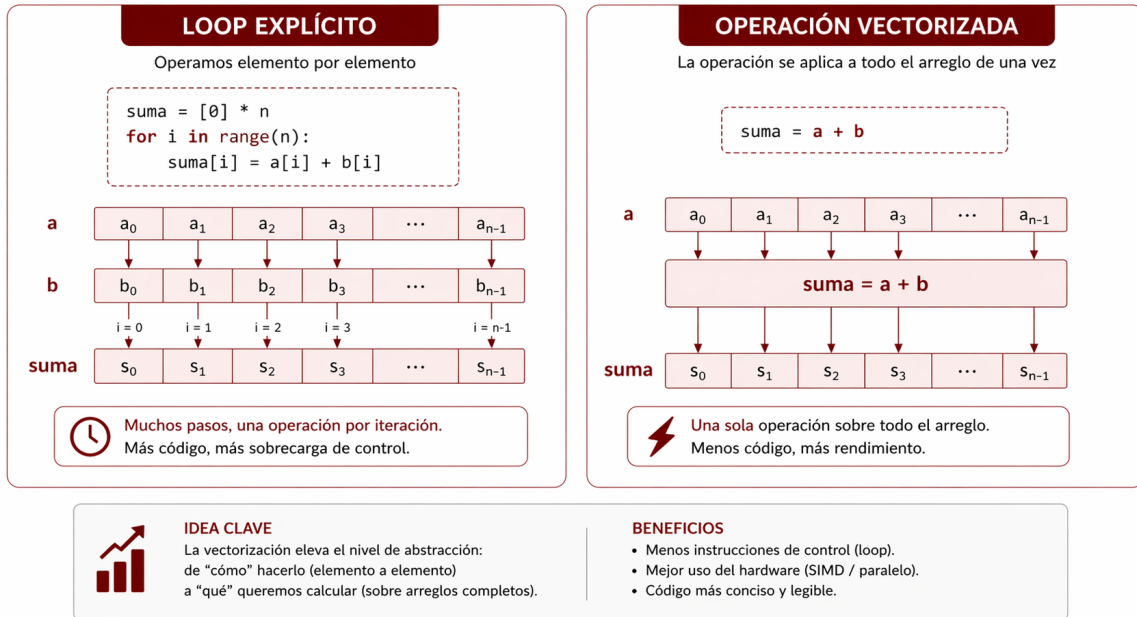 LOOP EXPLÍCITO
Operamos elemento por elemento
suma = [0] * n
for i in range(n):
    suma[i] = a[i] + b[i]
a a₀ a₁ a₂ a₃ ... aₙ₋₁
b b₀ b₁ b₂ b₃ ... bₙ₋₁
i = 0 i = 1 i = 2 i = 3 i = n-1
suma s₀ s₁ s₂ s₃ ... sₙ₋₁
Muchos pasos, una operación por iteración.
Más código, más sobrecarga de control.
OPERACIÓN VECTORIZADA
La operación se aplica a todo el arreglo de una vez
suma = a + b
a a₀ a₁ a₂ a₃ ... aₙ₋₁
suma = a + b
suma s₀ s₁ s₂ s₃ ... sₙ₋₁
Una sola operación sobre todo el arreglo.
Menos código, más rendimiento.
IDEA CLAVE
La vectorización eleva el nivel de abstracción:
de “cómo” hacerlo (elemento a elemento)
a “qué” queremos calcular (sobre arreglos completos).
BENEFICIOS
• Menos instrucciones de control (loop).
• Mejor uso del hardware (SIMD / paralelo).
• Código más conciso y legible.